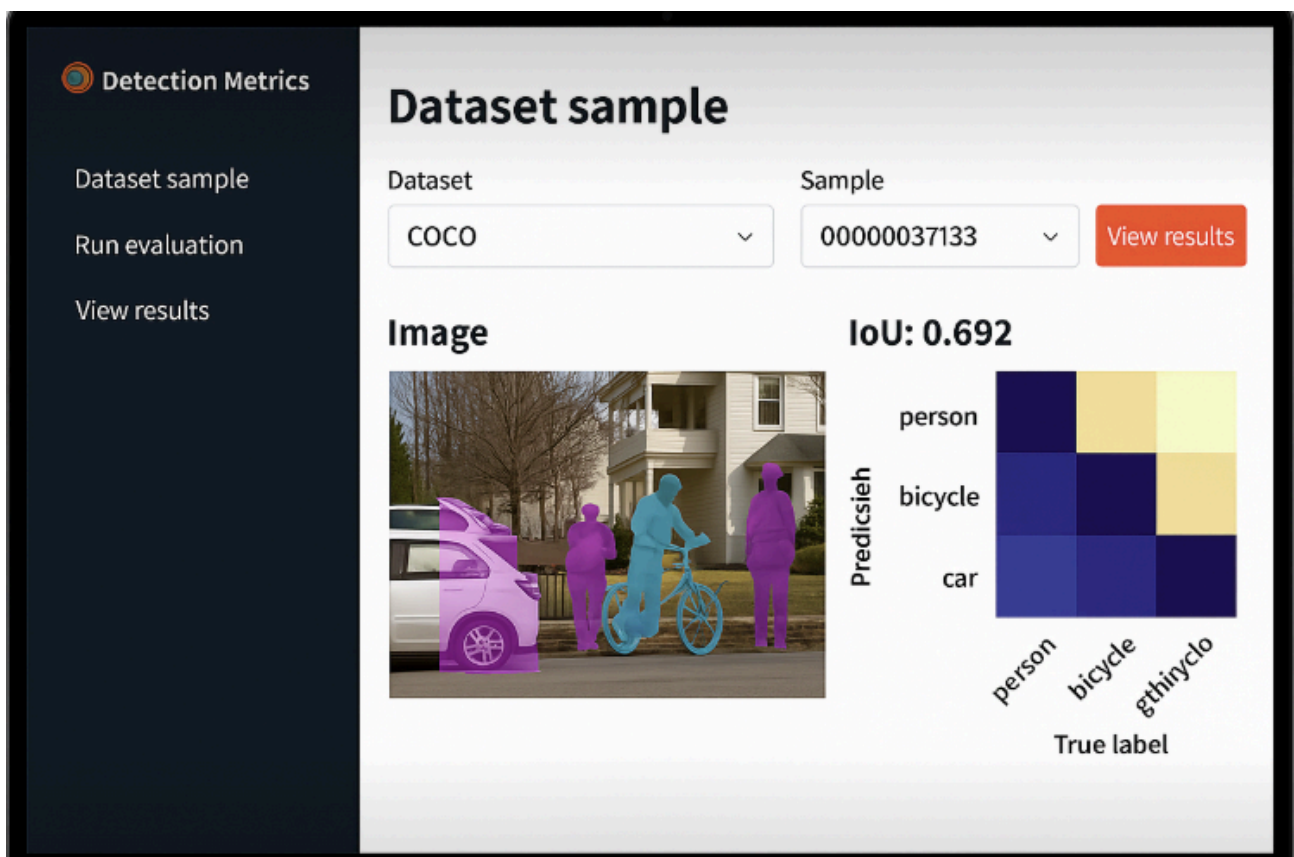 Detection Metrics
Dataset sample
Run evaluation
View results
Dataset sample
Dataset
Sample
COCO
00000037133
View results
Image
IoU: 0.692
person
bicycle
car
Predicsieh
person
bicycle
gthiryclo
True label